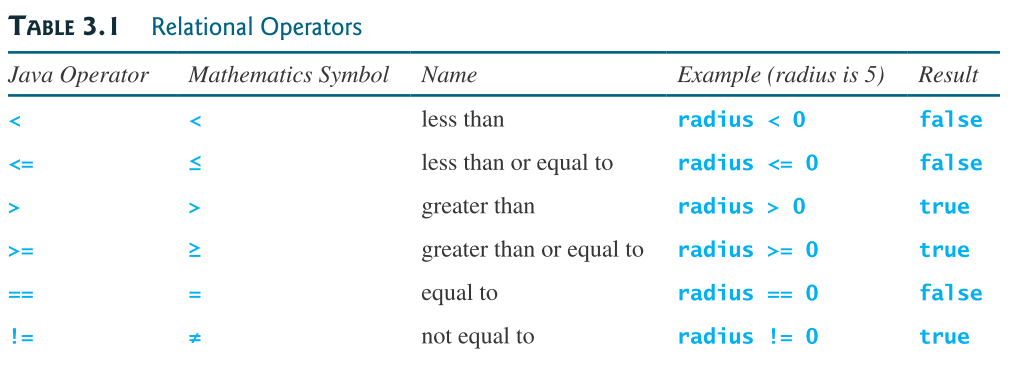 TABLE 3.1 Relational Operators
Java Operator Mathematics Symbol Name Example (radius is 5) Result
< < less than radius < 0 false
<= ≤ less than or equal to radius <= 0 false
> > greater than radius > 0 true
>= ≥ greater than or equal to radius >= 0 true
== = equal to radius == 0 false
!= ≠ not equal to radius != 0 true